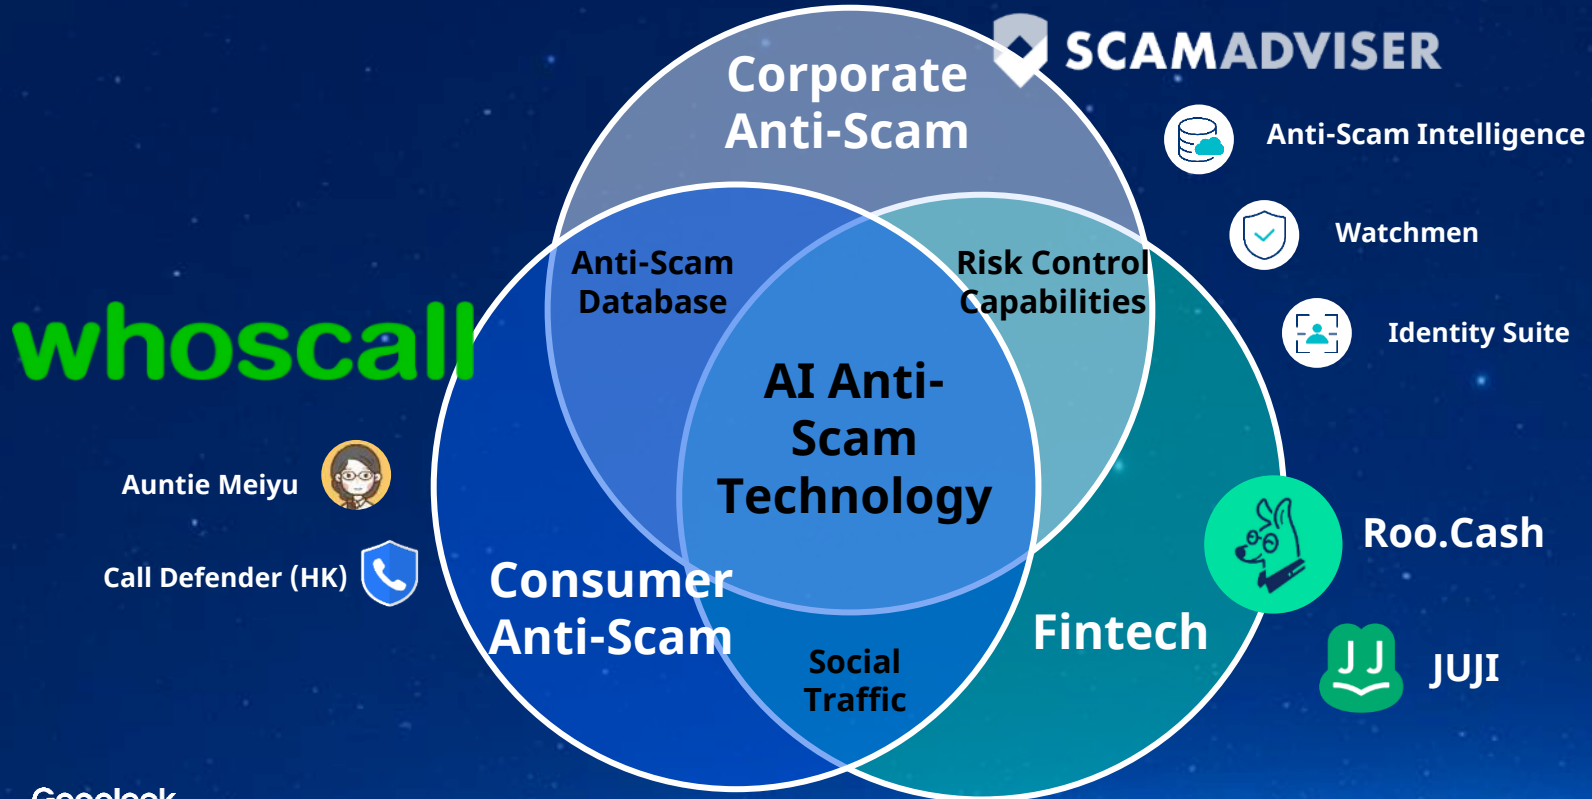 SCAMADVISER
Corporate
Anti-Scam
Anti-Scam Intelligence
Watchmen
Identity Suite
Anti-Scam
Database
Risk Control
Capabilities
whoscall
AI Anti-
Scam
Technology
Auntie Meiyu
Call Defender (HK)
Consumer
Anti-Scam
Roo.Cash
Fintech
Social
Traffic
JJ
JUJI